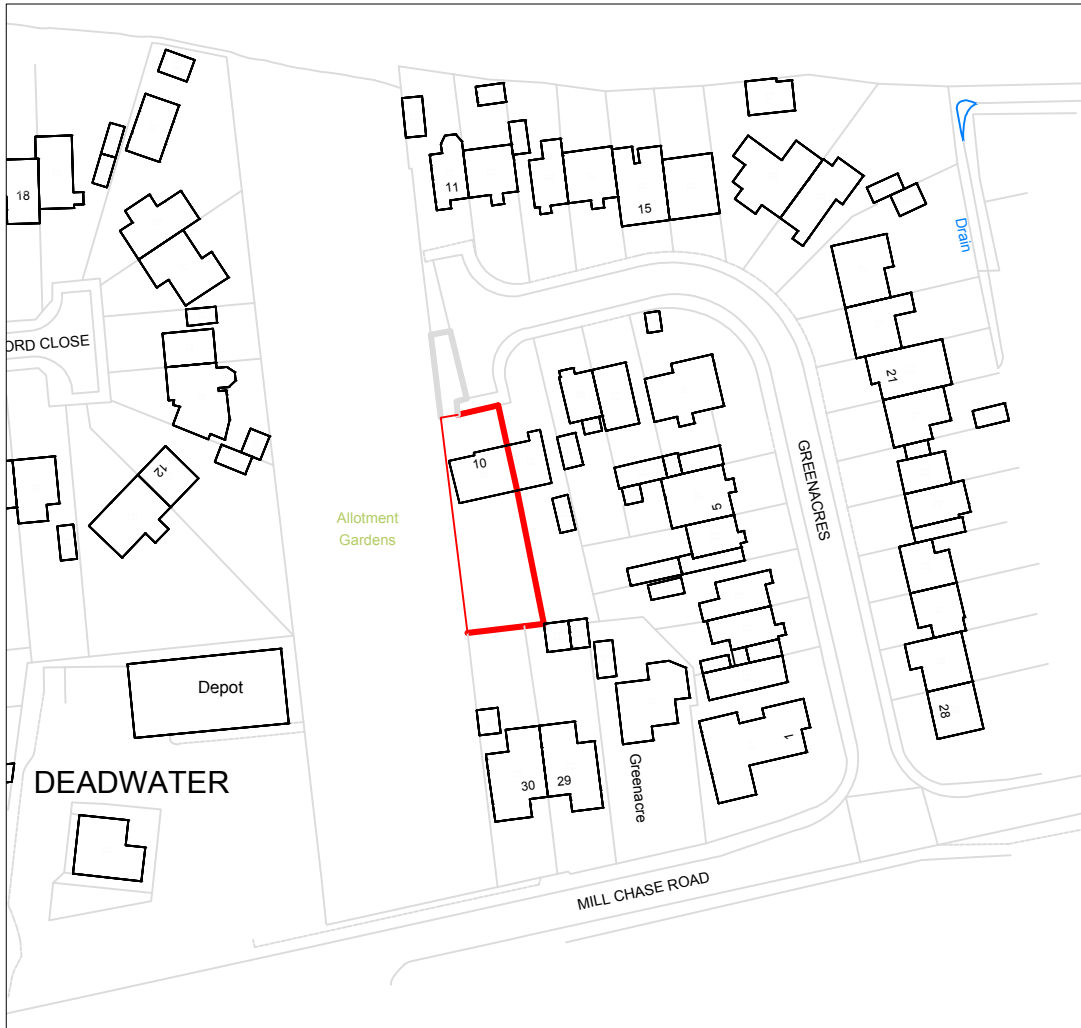 18
11
15
Drain
ORD CLOSE
21
10
12
GREENACRES
5
Allotment
Gardens
Depot
28
1
DEADWATER
30
29
Greenacre
MILL CHASE ROAD